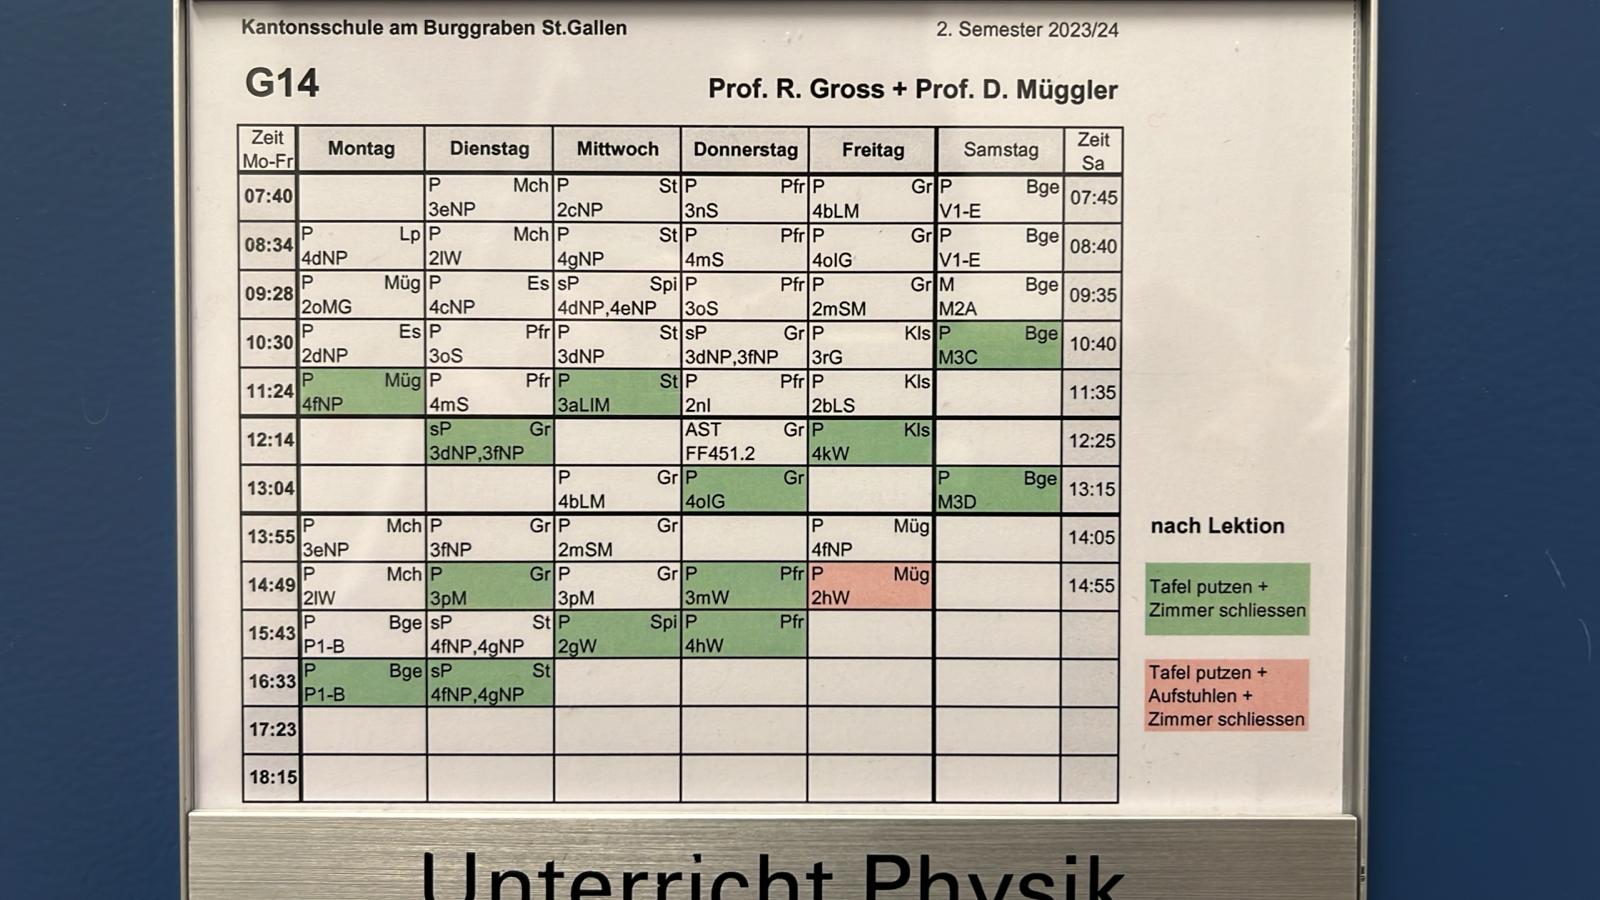 Kantonsschule am Burggraben St.Gallen 2. Semester 2023/24
G14 Prof. R. Gross + Prof. D. Müggler
Zeit Mo-Fr Montag Dienstag Mittwoch Donnerstag Freitag Samstag Zeit Sa
07:40 P Mch P St P Pfr P Gr P Bge 07:45
3eNP 2cNP 3nS 4bLM V1-E
08:34 P Lp P Mch P St P Pfr P Gr P Bge 08:40
4dNP 2IW 4gNP 4mS 4oIG V1-E
09:28 P Müg P Es sP Spi P Pfr P Gr M Bge 09:35
2oMG 4cNP 4dNP,4eNP 3oS 2mSM M2A
10:30 P Es P Pfr P St sP Gr P Kls P Bge 10:40
2dNP 3oS 3dNP 3dNP,3fNP 3rG M3C
11:24 P Müg P Pfr P St P Pfr P Kls 11:35
4fNP 4mS 3aLIM 2nI 2bLS
12:14 sP Gr AST Gr P Kls 12:25
3dNP,3fNP FF451.2 4kW
13:04 P Gr P Gr P Bge 13:15
4bLM 4oIG M3D
13:55 P Mch P Gr P Gr P Müg 14:05
3eNP 3fNP 2mSM 4fNP
14:49 P Mch P Gr P Gr P Pfr P Müg 14:55
2IW 3pM 3pM 3mW 2hW
15:43 P Bge sP St P Spi P Pfr
P1-B 4fNP,4gNP 2gW 4hW
16:33 P Bge sP St
P1-B 4fNP,4gNP
17:23
18:15
nach Lektion
Tafel putzen +
Zimmer schliessen
Tafel putzen +
Aufstuhlen +
Zimmer schliessen
Unterricht Physik